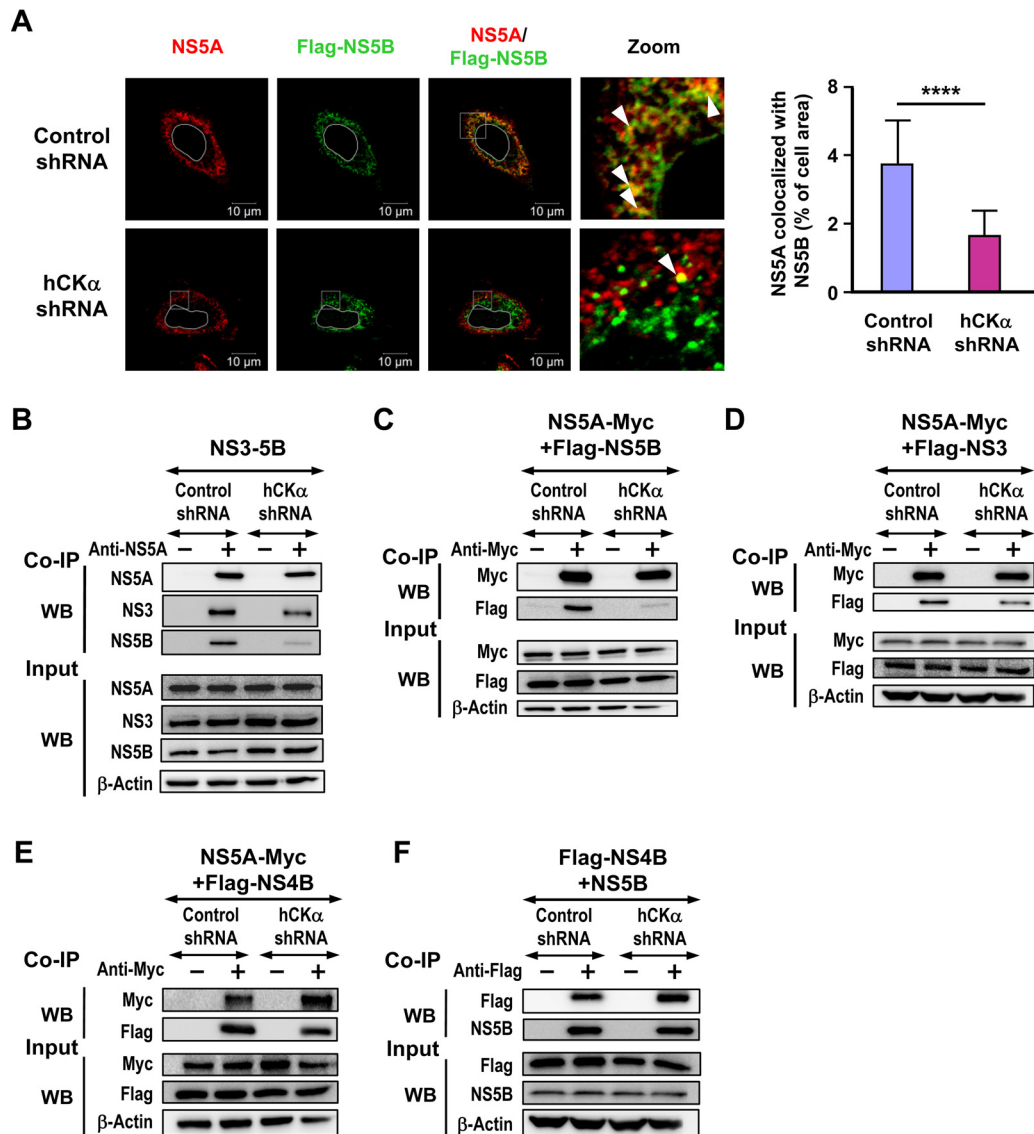 A
NS5A
Flag-NS5B
NS5A/
Flag-NS5B
Zoom
Control
shRNA
10 µm
10 µm
10 µm
hCKα
shRNA
10 µm
10 µm
10 µm
NS5A colocalized with
NS5B (% of cell area)
8
4
2
0
****
Control
shRNA
hCKα
shRNA
B
NS3-5B
Control
shRNA
hCKα
shRNA
Anti-NS5A − + − +
Co-IP
WB
NS5A
NS3
NS5B
Input
WB
NS5A
NS3
NS5B
β-Actin
C
NS5A-Myc
+Flag-NS5B
Control
shRNA
hCKα
shRNA
Co-IP
Anti-Myc − + − +
WB
Myc
Flag
Input
WB
Myc
Flag
β-Actin
D
NS5A-Myc
+Flag-NS3
Control
shRNA
hCKα
shRNA
Co-IP
Anti-Myc − + − +
WB
Myc
Flag
Input
WB
Myc
Flag
β-Actin
E
NS5A-Myc
+Flag-NS4B
Control
shRNA
hCKα
shRNA
Co-IP
Anti-Myc − + − +
WB
Myc
Flag
Input
WB
Myc
Flag
β-Actin
F
Flag-NS4B
+NS5B
Control
shRNA
hCKα
shRNA
Co-IP
Anti-Flag − + − +
WB
Flag
NS5B
Input
WB
Flag
NS5B
β-Actin